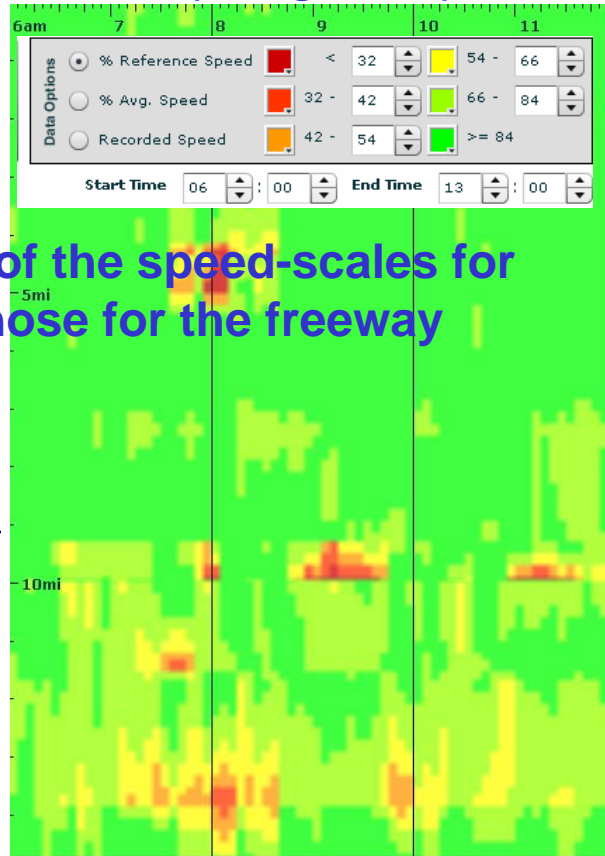 6am 7 8 9 10 11
Data Options
% Reference Speed < 32 54 - 66
% Avg. Speed 32 - 42 66 - 84
Recorded Speed 42 - 54 >= 84
Start Time 06 : 00 End Time 13 : 00
of the speed-scales for
5mi
for the freeway
10mi